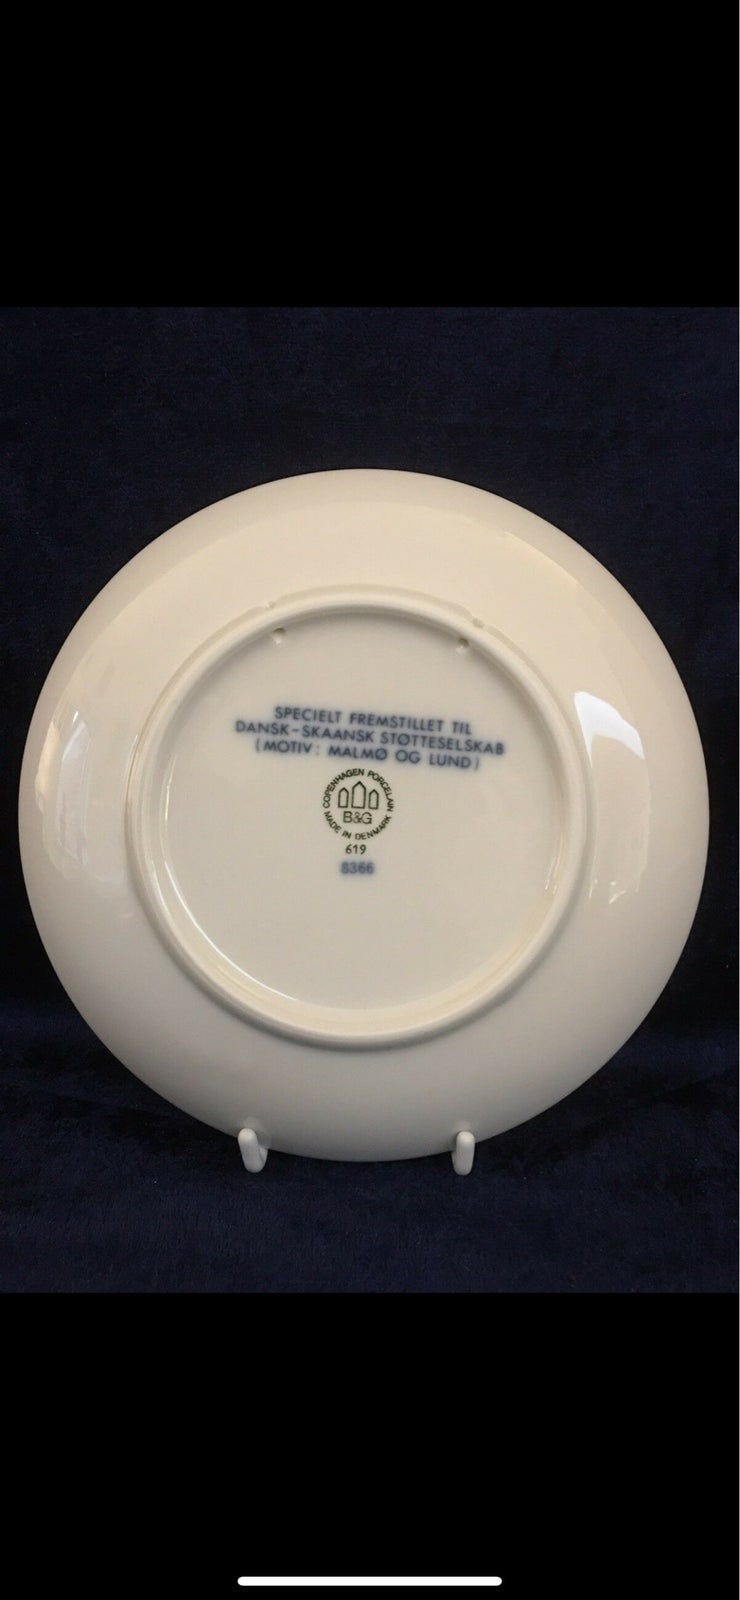 SPECIELT FREMSTILLET TIL
DANSK-SKAANSK STØTTESELSKAB
(MOTIV: MALMØ OG LUND)
COPENHAGEN PORCELAIN
B&G
MADE IN DENMARK
619
8366